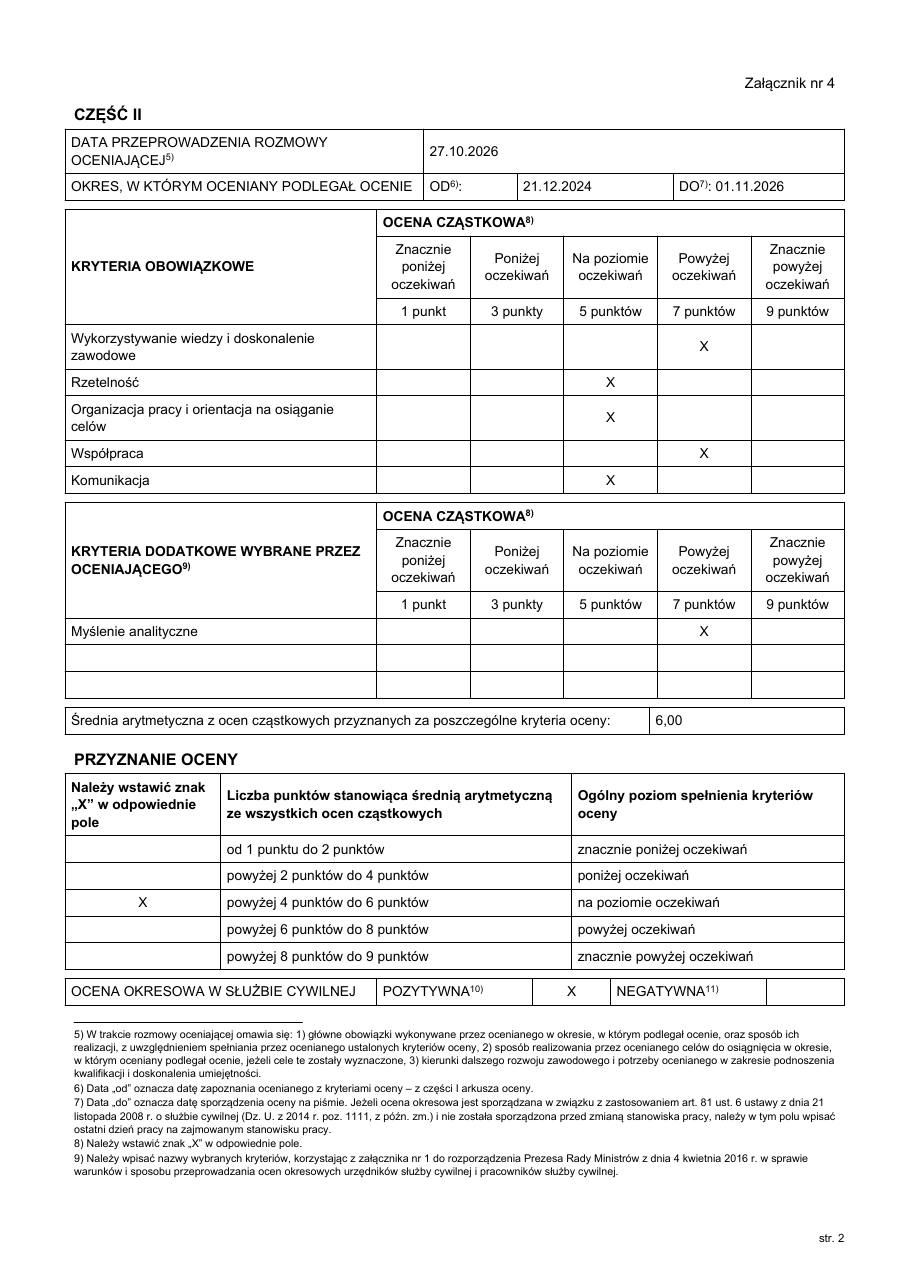 Załącznik nr 4
CZĘŚĆ II
DATA PRZEPROWADZENIA ROZMOWY
OCENIAJĄCEJ5)
27.10.2026
OKRES, W KTÓRYM OCENIANY PODLEGAŁ OCENIE OD6): 21.12.2024 DO7): 01.11.2026
KRYTERIA OBOWIĄZKOWE
OCENA CZĄSTKOWA8)
Znacznie
poniżej
oczekiwań
Poniżej
oczekiwań
Na poziomie
oczekiwań
Powyżej
oczekiwań
Znacznie
powyżej
oczekiwań
1 punkt 3 punkty 5 punktów 7 punktów 9 punktów
Wykorzystywanie wiedzy i doskonalenie
zawodowe
X
Rzetelność X
Organizacja pracy i orientacja na osiąganie
celów
X
Współpraca X
Komunikacja X
KRYTERIA DODATKOWE WYBRANE PRZEZ
OCENIAJĄCEGO9)
OCENA CZĄSTKOWA8)
Znacznie
poniżej
oczekiwań
Poniżej
oczekiwań
Na poziomie
oczekiwań
Powyżej
oczekiwań
Znacznie
powyżej
oczekiwań
1 punkt 3 punkty 5 punktów 7 punktów 9 punktów
Myślenie analityczne X
Średnia arytmetyczna z ocen cząstkowych przyznanych za poszczególne kryteria oceny: 6,00
PRZYZNANIE OCENY
Należy wstawić znak
„X” w odpowiednie
pole
Liczba punktów stanowiąca średnią arytmetyczną
ze wszystkich ocen cząstkowych
Ogólny poziom spełnienia kryteriów
oceny
od 1 punktu do 2 punktów znacznie poniżej oczekiwań
powyżej 2 punktów do 4 punktów poniżej oczekiwań
X powyżej 4 punktów do 6 punktów na poziomie oczekiwań
powyżej 6 punktów do 8 punktów powyżej oczekiwań
powyżej 8 punktów do 9 punktów znacznie powyżej oczekiwań
OCENA OKRESOWA W SŁUŻBIE CYWILNEJ POZYTYWNA10) X NEGATYWNA11)
5) W trakcie rozmowy oceniającej omawia się: 1) główne obowiązki wykonywane przez ocenianego w okresie, w którym podlegał ocenie, oraz sposób ich
realizacji, z uwzględnieniem spełniania przez ocenianego ustalonych kryteriów oceny, 2) sposób realizowania przez ocenianego celów do osiągnięcia w okresie,
w którym oceniany podlegał ocenie, jeżeli cele te zostały wyznaczone, 3) kierunki dalszego rozwoju zawodowego i potrzeby ocenianego w zakresie podnoszenia
kwalifikacji i doskonalenia umiejętności.
6) Data „od” oznacza datę zapoznania ocenianego z kryteriami oceny – z części I arkusza oceny.
7) Data „do” oznacza datę sporządzenia oceny na piśmie. Jeżeli ocena okresowa jest sporządzana w związku z zastosowaniem art. 81 ust. 6 ustawy z dnia 21
listopada 2008 r. o służbie cywilnej (Dz. U. z 2014 r. poz. 1111, z późn. zm.) i nie została sporządzona przed zmianą stanowiska pracy, należy w tym polu wpisać
ostatni dzień pracy na zajmowanym stanowisku pracy.
8) Należy wstawić znak „X” w odpowiednie pole.
9) Należy wpisać nazwy wybranych kryteriów, korzystając z załącznika nr 1 do rozporządzenia Prezesa Rady Ministrów z dnia 4 kwietnia 2016 r. w sprawie
warunków i sposobu przeprowadzania ocen okresowych urzędników służby cywilnej i pracowników służby cywilnej.
str. 2